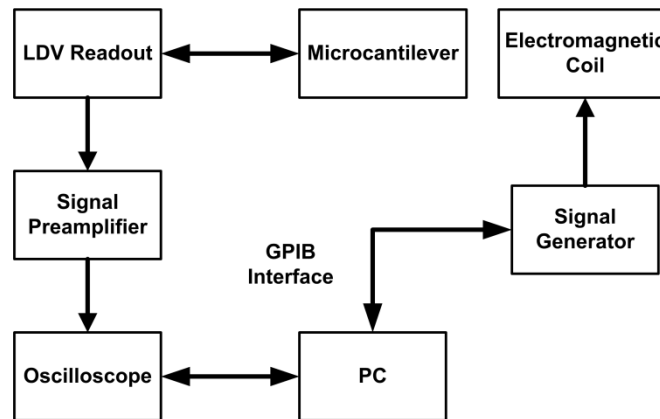 LDV Readout
Microcantilever
Electromagnetic
Coil
Signal
Preamplifier
Signal
Generator
GPIB
Interface
Oscilloscope
PC